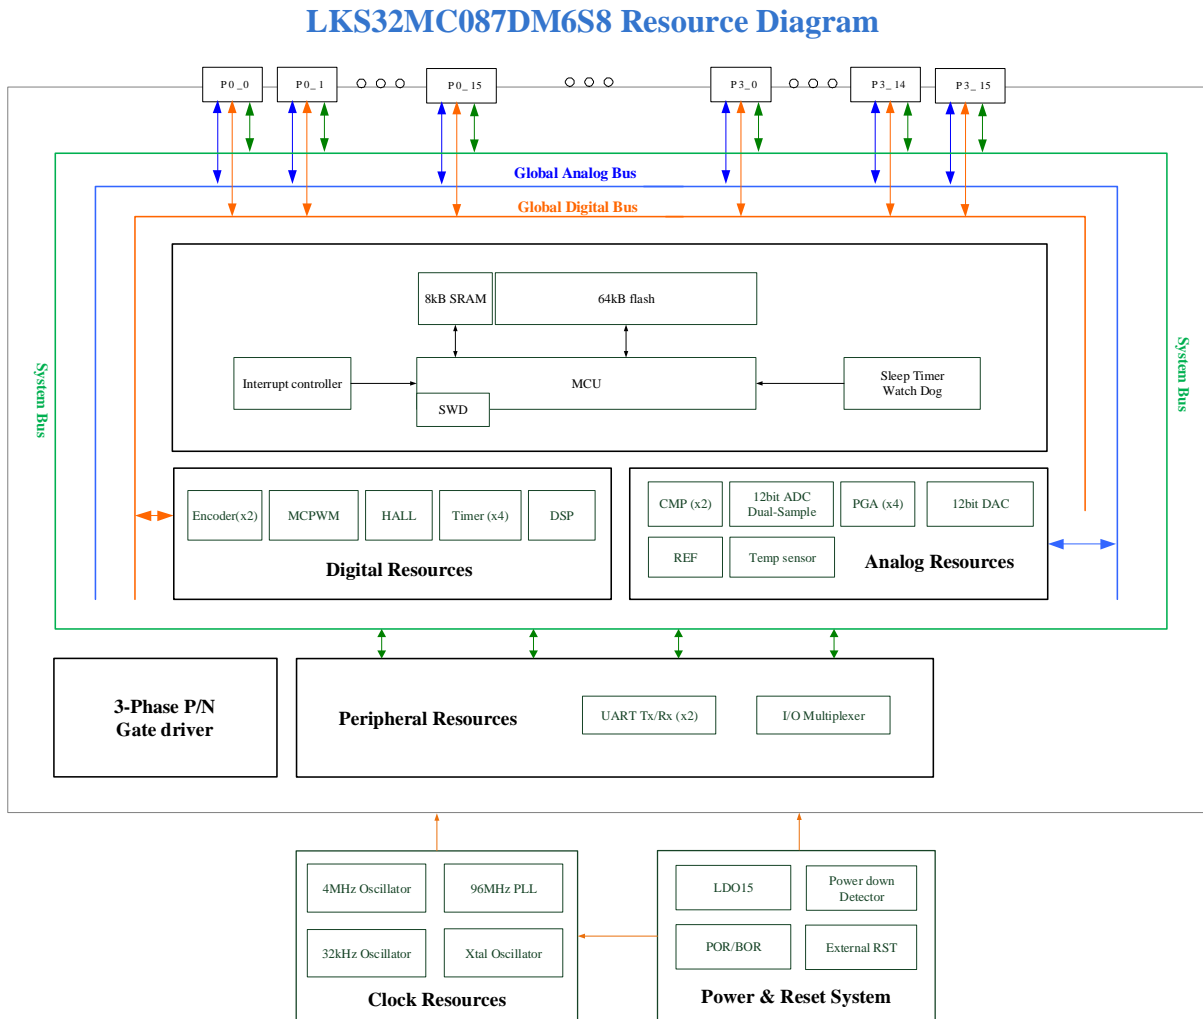 LKS32MC087DM6S8 Resource Diagram
P0_0
P0_1
P0_15
P3_0
P3_14
P3_15
Global Analog Bus
Global Digital Bus
System Bus
System Bus
8kB SRAM
64kB flash
Interrupt controller
MCU
SWD
Sleep Timer
Watch Dog
Encoder(x2)
MCPWM
HALL
Timer (x4)
DSP
Digital Resources
CMP (x2)
12bit ADC
Dual-Sample
PGA (x4)
12bit DAC
REF
Temp sensor
Analog Resources
3-Phase P/N
Gate driver
Peripheral Resources
UART Tx/Rx (x2)
I/O Multiplexer
4MHz Oscillator
96MHz PLL
32kHz Oscillator
Xtal Oscillator
Clock Resources
LDO15
Power down
Detector
POR/BOR
External RST
Power & Reset System